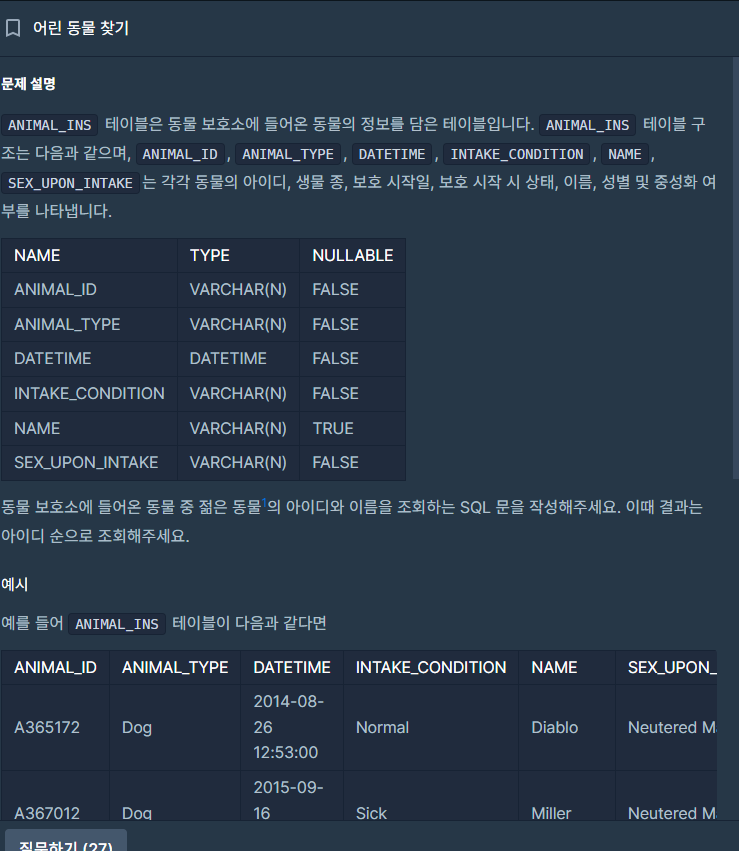 어린 동물 찾기
문제 설명
ANIMAL_INS 테이블은 동물 보호소에 들어온 동물의 정보를 담은 테이블입니다. ANIMAL_INS 테이블 구
조는 다음과 같으며, ANIMAL_ID, ANIMAL_TYPE, DATETIME, INTAKE_CONDITION, NAME,
SEX_UPON_INTAKE는 각각 동물의 아이디, 생물 종, 보호 시작일, 보호 시작 시 상태, 이름, 성별 및 중성화 여
부를 나타냅니다.
NAME TYPE NULLABLE
ANIMAL_ID VARCHAR(N) FALSE
ANIMAL_TYPE VARCHAR(N) FALSE
DATETIME DATETIME FALSE
INTAKE_CONDITION VARCHAR(N) FALSE
NAME VARCHAR(N) TRUE
SEX_UPON_INTAKE VARCHAR(N) FALSE
동물 보호소에 들어온 동물 중 젊은 동물1의 아이디와 이름을 조회하는 SQL 문을 작성해주세요. 이때 결과는
아이디 순으로 조회해주세요.
예시
예를 들어 ANIMAL_INS 테이블이 다음과 같다면
ANIMAL_ID ANIMAL_TYPE DATETIME INTAKE_CONDITION NAME SEX_UPON_
A365172 Dog 2014-08-
26
12:53:00 Normal Diablo Neutered M
A367012 Dog 2015-09-
16 Sick Miller Neutered M
질문하기 (27)